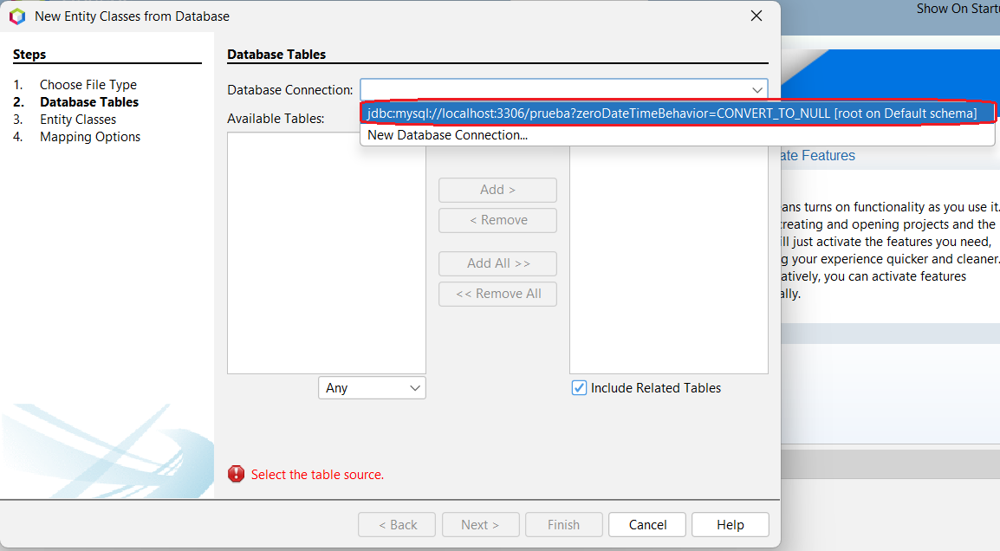 New Entity Classes from Database
Show On Start
Steps
1. Choose File Type
2. Database Tables
3. Entity Classes
4. Mapping Options
Database Tables
Database Connection:
jdbc:mysql://localhost:3306/prueba?zeroDateTimeBehavior=CONVERT_TO_NULL [root on Default schema]
New Database Connection...
Available Tables:
Add >
< Remove
Add All >>
<< Remove All
Any
Include Related Tables
Select the table source.
< Back
Next >
Finish
Cancel
Help
ate Features
ans turns on functionality as you use it.
creating and opening projects and the
ill just activate the features you need,
g your experience quicker and cleaner.
atively, you can activate features
ally.